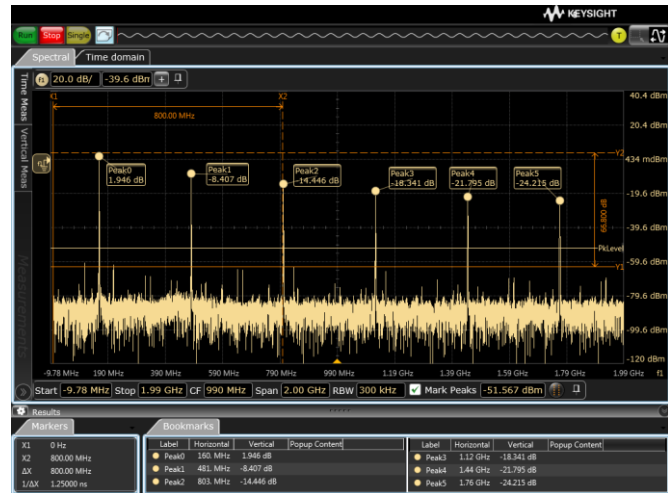 KEYSIGHT
Run Stop Single T
Spectral Time domain
f1 20.0 dB/ -39.6 dBm +
Time Meas
Vertical Meas
Measurements
X1 X2 40.4 dBm
800.00 MHz
20.4 dBm
Y2
434 mdBm
Peak0
1.946 dB
Peak1
-8.407 dB
Peak2
-14.446 dB
Peak3
-18.341 dB
Peak4
-21.795 dB
Peak5
-24.215 dB
-19.6 dBm
66.800 dB
-39.6 dBm
PkLevel
-59.6 dBm
Y1
-79.6 dBm
-99.6 dBm
-120 dBm
-9.78 MHz 190 MHz 390 MHz 590 MHz 790 MHz 990 MHz 1.19 GHz 1.39 GHz 1.59 GHz 1.79 GHz 1.99 GHz f1
Start -9.78 MHz Stop 1.99 GHz CF 990 MHz Span 2.00 GHz RBW 300 kHz Mark Peaks -51.567 dBm
Results
Markers Bookmarks
X1 0 Hz
X2 800.00 MHz
ΔX 800.00 MHz
1/ΔX 1.25000 ns
Label Horizontal Vertical Popup Content
Peak0 160. MHz 1.946 dB
Peak1 481. MHz -8.407 dB
Peak2 803. MHz -14.446 dB
Label Horizontal Vertical Popup Content
Peak3 1.12 GHz -18.341 dB
Peak4 1.44 GHz -21.795 dB
Peak5 1.76 GHz -24.215 dB